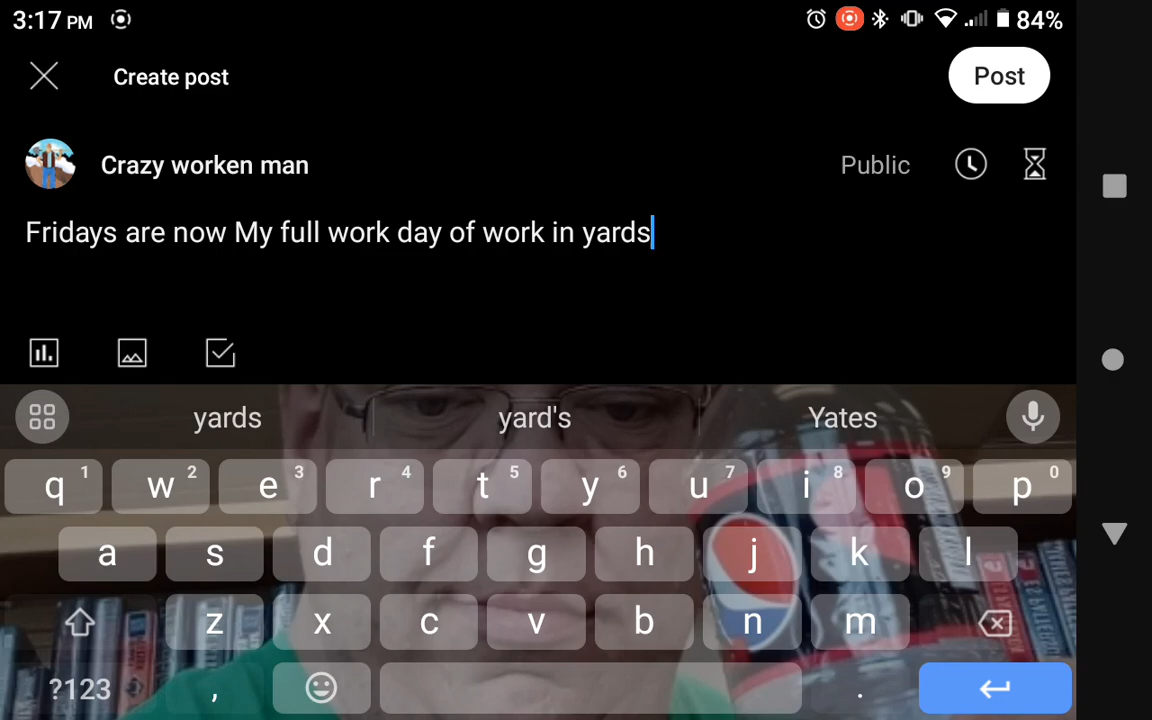 3:17 PM 84%
Create post Post
Crazy worken man Public
Fridays are now My full work day of work in yards
yards yard's Yates
q 1 w 2 e 3 r 4 t 5 y 6 u 7 i 8 o 9 p 0
a s d f g h j k l
z x c v b n m
?123 , .